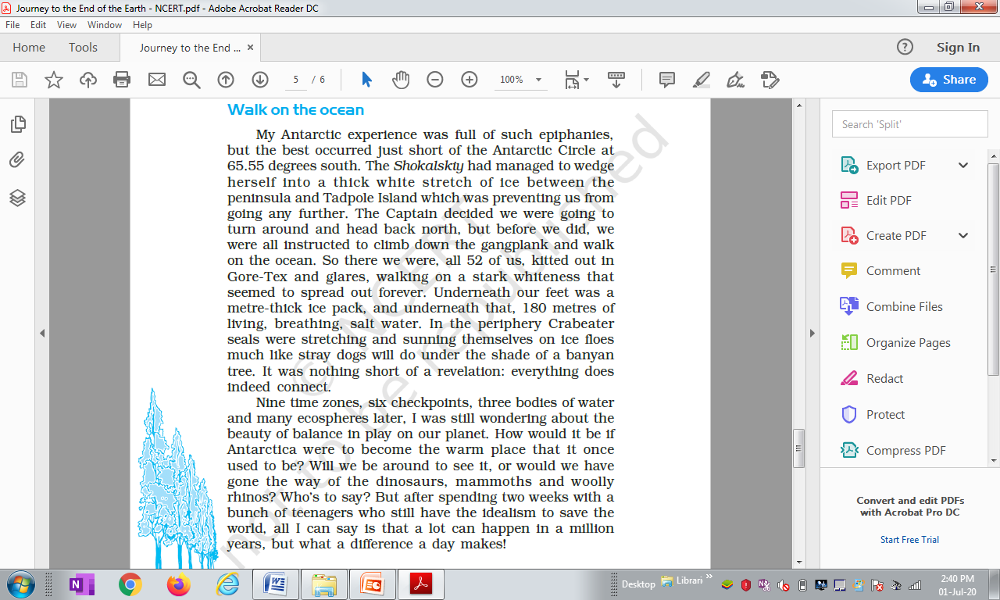 Journey to the End of the Earth - NCERT.pdf - Adobe Acrobat Reader DC
File Edit View Window Help
Home Tools Journey to the End ... × Sign In
5 / 6 100% Share
Walk on the ocean
My Antarctic experience was full of such epiphanies,
but the best occurred just short of the Antarctic Circle at
65.55 degrees south. The Shokalskty had managed to wedge
herself into a thick white stretch of ice between the
peninsula and Tadpole Island which was preventing us from
going any further. The Captain decided we were going to
turn around and head back north, but before we did, we
were all instructed to climb down the gangplank and walk
on the ocean. So there we were, all 52 of us, kitted out in
Gore-Tex and glares, walking on a stark whiteness that
seemed to spread out forever. Underneath our feet was a
metre-thick ice pack, and underneath that, 180 metres of
living, breathing, salt water. In the periphery Crabeater
seals were stretching and sunning themselves on ice floes
much like stray dogs will do under the shade of a banyan
tree. It was nothing short of a revelation: everything does
indeed connect.
Nine time zones, six checkpoints, three bodies of water
and many ecospheres later, I was still wondering about the
beauty of balance in play on our planet. How would it be if
Antarctica were to become the warm place that it once
used to be? Will we be around to see it, or would we have
gone the way of the dinosaurs, mammoths and woolly
rhinos? Who's to say? But after spending two weeks with a
bunch of teenagers who still have the idealism to save the
world, all I can say is that a lot can happen in a million
years, but what a difference a day makes!
© NCERT
not to be republished
Search 'Split'
Export PDF
Edit PDF
Create PDF
Comment
Combine Files
Organize Pages
Redact
Protect
Compress PDF
Convert and edit PDFs
with Acrobat Pro DC
Start Free Trial
Desktop Librari »
2:40 PM
01-Jul-20